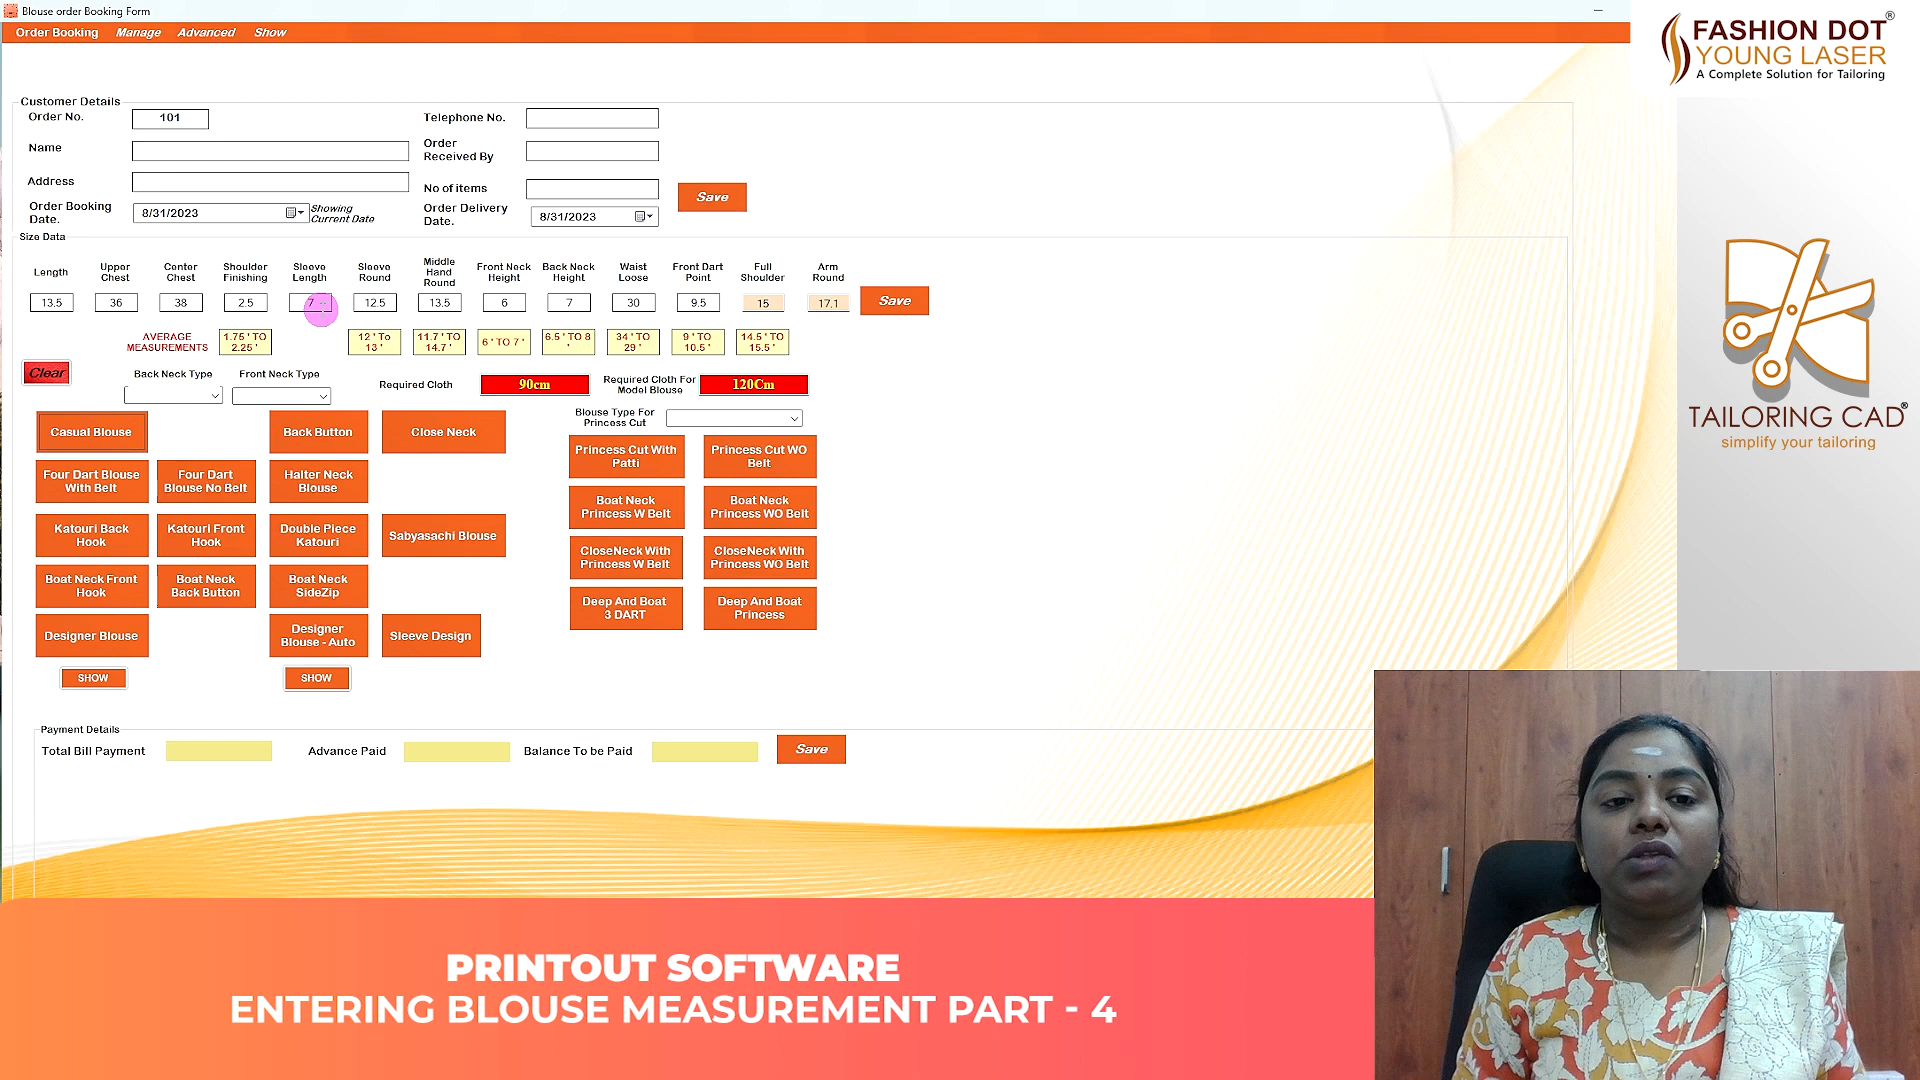 Blouse order Booking Form
Order Booking Manage Advanced Show
FASHION DOT®
YOUNG LASER
A Complete Solution for Tailoring
Customer Details
Order No. 101
Telephone No.
Name
Order Received By
Address
No of items
Save
Order Booking Date. 8/31/2023 Showing Current Date
Order Delivery Date. 8/31/2023
Size Data
Length Upper Chest Center Chest Shoulder Finishing Sleeve Length Sleeve Round Middle Hand Round Front Neck Height Back Neck Height Waist Loose Front Dart Point Full Shoulder Arm Round
13.5 36 38 2.5 7 12.5 13.5 6 7 30 9.5 15 17.1 Save
AVERAGE MEASUREMENTS 1.75 ' TO 2.25 ' 12 ' To 13 ' 11.7 ' TO 14.7 ' 6 ' TO 7 ' 6.5 ' TO 8 ' 34 ' TO 29 ' 9 ' TO 10.5 ' 14.5 ' TO 15.5 '
Clear
Back Neck Type Front Neck Type
Required Cloth 90cm Required Cloth For Model Blouse 120Cm
Blouse Type For Princess Cut
Casual Blouse Back Button Close Neck
Princess Cut With Patti Princess Cut WO Belt
Four Dart Blouse With Belt Four Dart Blouse No Belt Halter Neck Blouse
Boat Neck Princess W Belt Boat Neck Princess WO Belt
Katouri Back Hook Katouri Front Hook Double Piece Katouri Sabyasachi Blouse
CloseNeck With Princess W Belt CloseNeck With Princess WO Belt
Boat Neck Front Hook Boat Neck Back Button Boat Neck SideZip
Deep And Boat 3 DART Deep And Boat Princess
Designer Blouse Designer Blouse - Auto Sleeve Design
SHOW SHOW
Payment Details
Total Bill Payment Advance Paid Balance To be Paid Save
TAILORING CAD®
simplify your tailoring
PRINTOUT SOFTWARE
ENTERING BLOUSE MEASUREMENT PART - 4